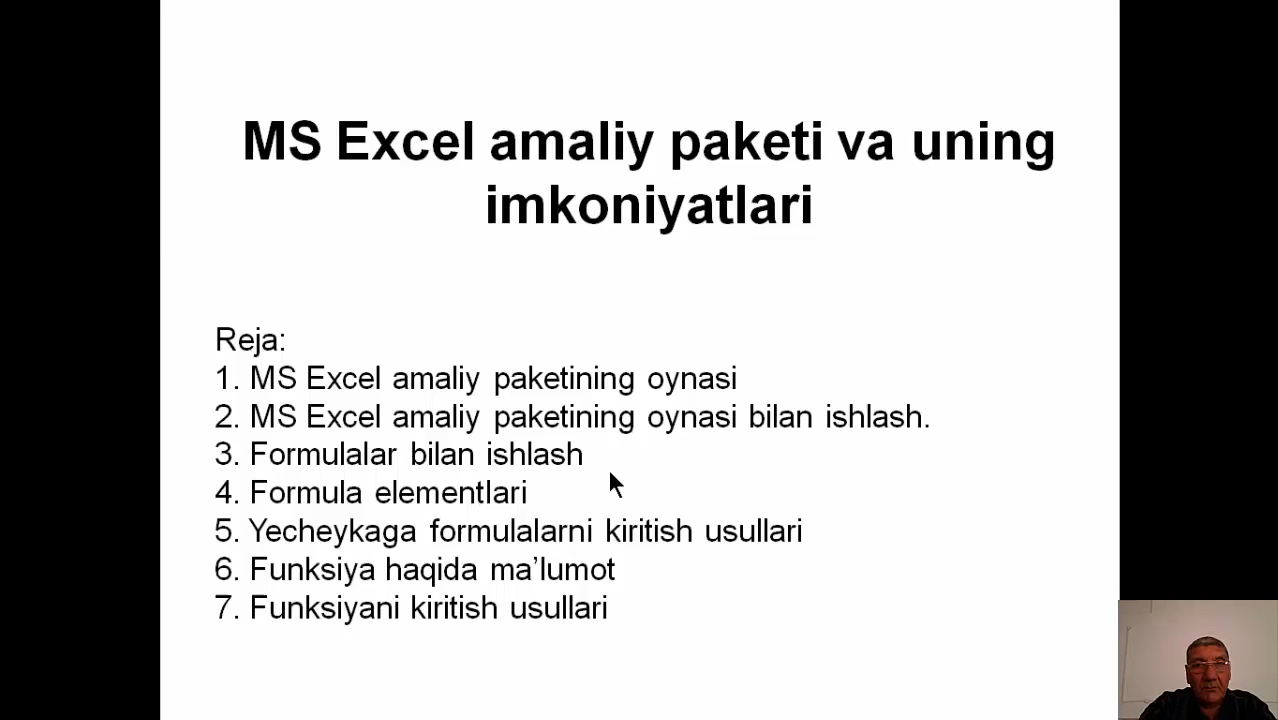 MS Excel amaliy paketi va uning
imkoniyatlari
Reja:
1. MS Excel amaliy paketining oynasi
2. MS Excel amaliy paketining oynasi bilan ishlash.
3. Formulalar bilan ishlash
4. Formula elementlari
5. Yecheykaga formulalarni kiritish usullari
6. Funksiya haqida ma’lumot
7. Funksiyani kiritish usullari